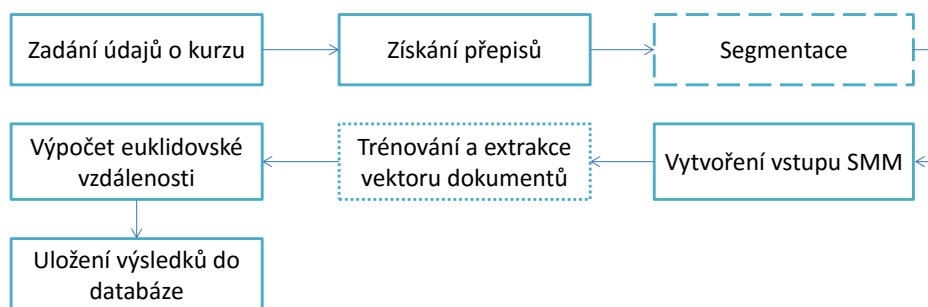 Zadání údajů o kurzu
Získání přepisů
Segmentace
Vytvoření vstupu SMM
Trénování a extrakce
vektoru dokumentů
Výpočet euklidovské
vzdálenosti
Uložení výsledků do
databáze